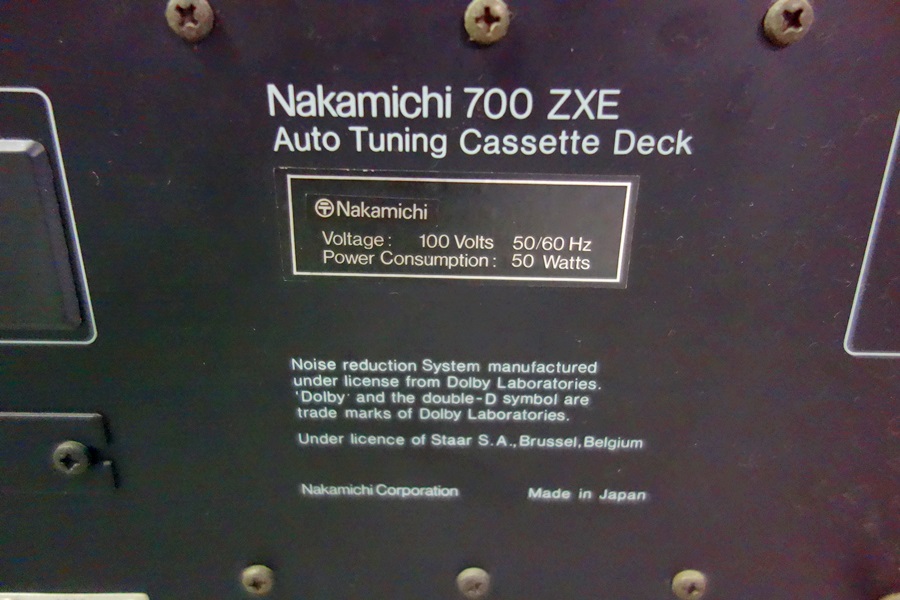 Nakamichi 700 ZXE
Auto Tuning Cassette Deck
Nakamichi
Voltage: 100 Volts 50/60 Hz
Power Consumption: 50 Watts
Noise reduction System manufactured
under license from Dolby Laboratories.
'Dolby' and the double-D symbol are
trade marks of Dolby Laboratories.
Under licence of Staar S.A., Brussel, Belgium
Nakamichi Corporation Made in Japan